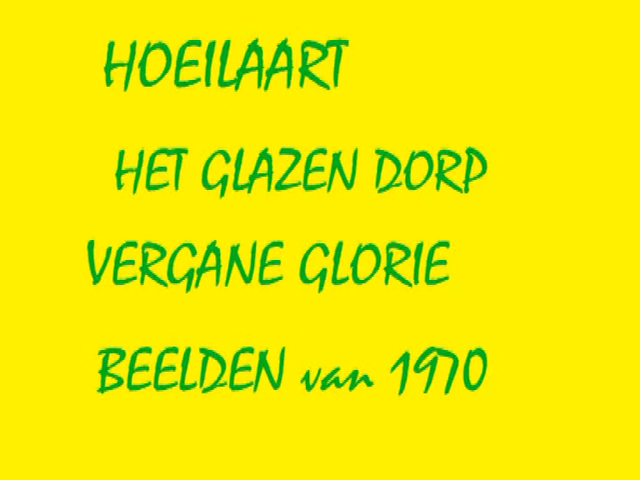 HOEILAART
HET GLAZEN DORP
VERGANE GLORIE
BEELDEN van 1970